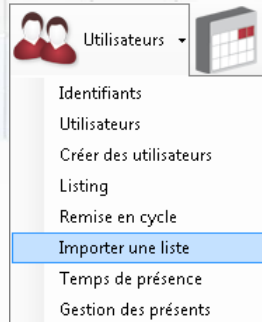 Utilisateurs
Identifiants
Utilisateurs
Créer des utilisateurs
Listing
Remise en cycle
Importer une liste
Temps de présence
Gestion des présents